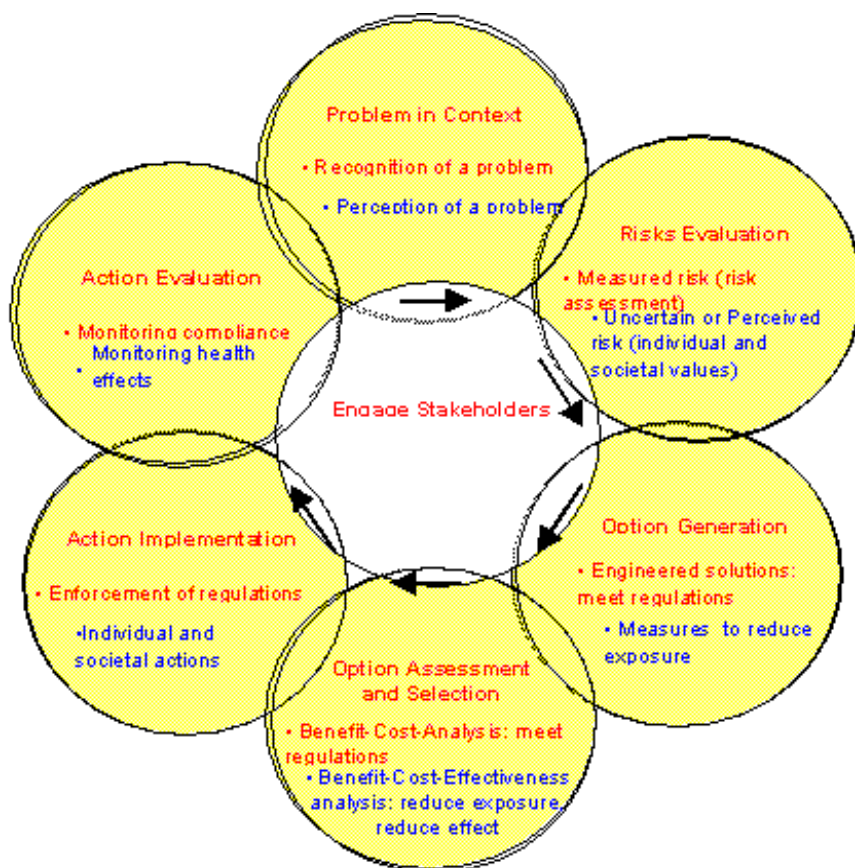 Problem in Context
• Recognition of a problem
• Perception of a problem
Risks Evaluation
• Measured risk (risk
assessment)
• Uncertain or Perceived
risk (individual and
societal values)
Option Generation
• Engineered solutions:
meet regulations
• Measures to reduce
exposure
Option Assessment
and Selection
• Benefit-Cost-Analysis: meet
regulations
• Benefit-Cost-Effectiveness
analysis: reduce exposure,
reduce effect
Action Implementation
• Enforcement of regulations
•Individual and
societal actions
Action Evaluation
• Monitoring compliance
• Monitoring health
effects
Engage Stakeholders